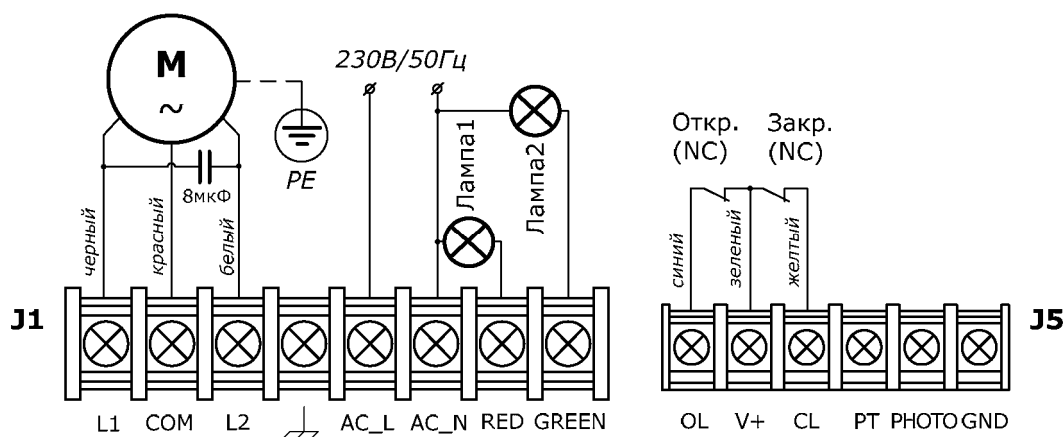 M
~
230В/50Гц
PE
8мкФ
черный
красный
белый
Лампа1
Лампа2
J1
L1 COM L2 AC_L AC_N RED GREEN
Откр.
(NC)
Закр.
(NC)
синий
зеленый
желтый
J5
OL V+ CL PT PHOTO GND